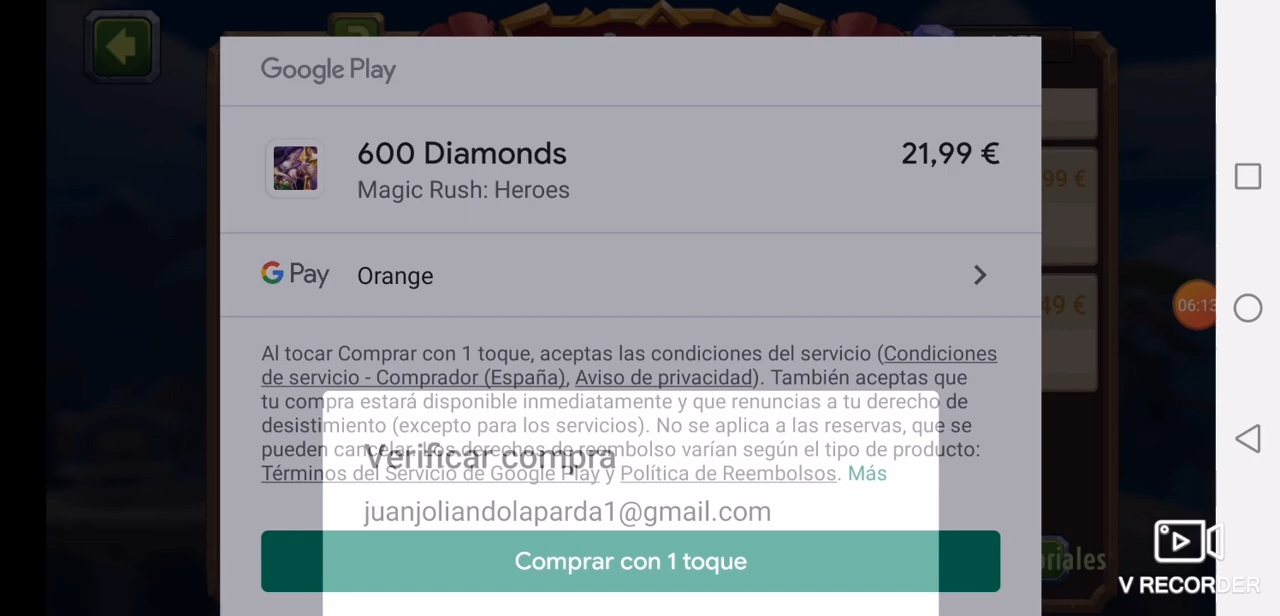 Google Play
600 Diamonds
21,99 €
Magic Rush: Heroes
99 €
G Pay Orange
49 €
06:13
Al tocar Comprar con 1 toque, aceptas las condiciones del servicio (Condiciones
de servicio - Comprador (España), Aviso de privacidad). También aceptas que
tu compra estará disponible inmediatamente y que renuncias a tu derecho de
desistimiento (excepto para los servicios). No se aplica a las reservas, que se
pueden cancelar. Los derechos de reembolso varían según el tipo de producto:
Términos del Servicio de Google Play y Política de Reembolsos. Más
Verificar compra
juanjoliandolaparda1@gmail.com
Comprar con 1 toque
oriales
V RECORDER